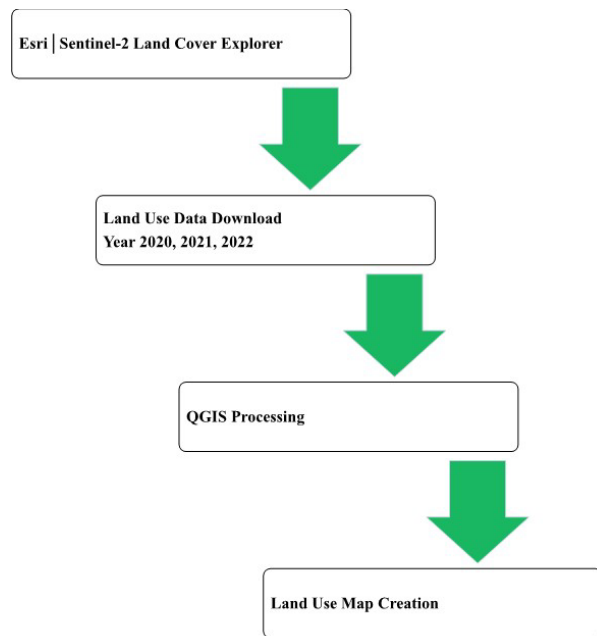 Esri | Sentinel-2 Land Cover Explorer
Land Use Data Download
Year 2020, 2021, 2022
QGIS Processing
Land Use Map Creation